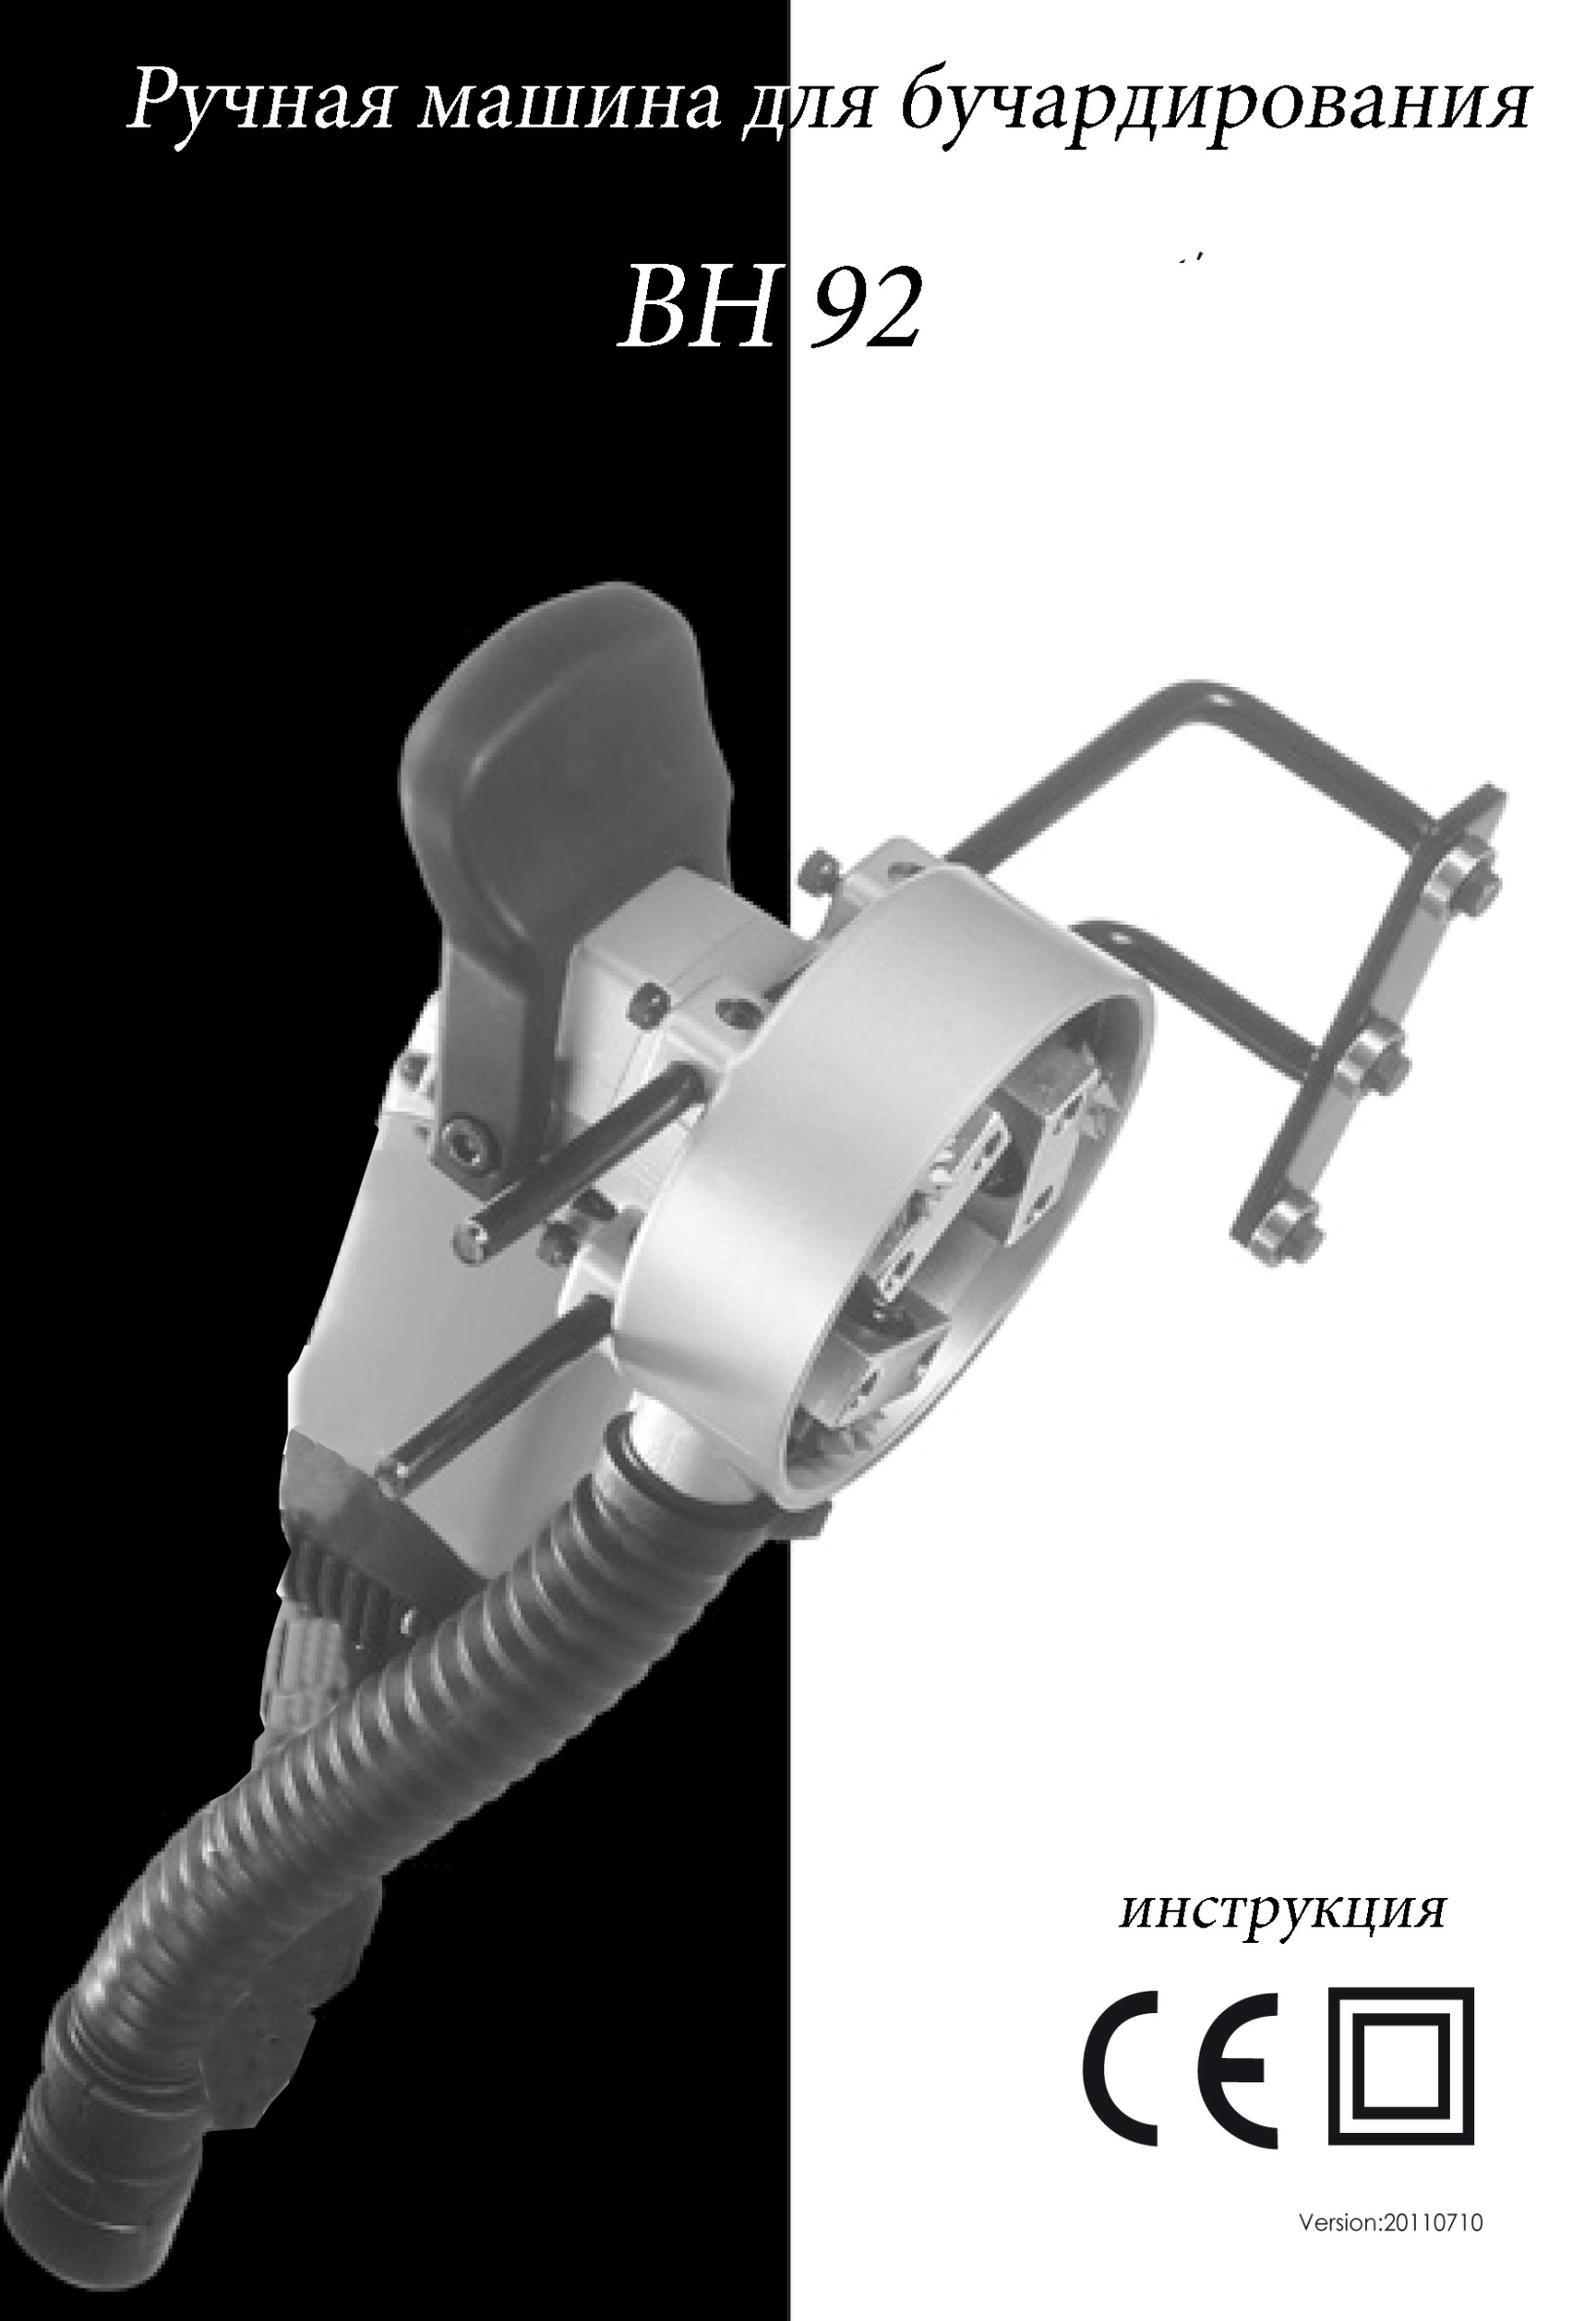 Ручная машина для бучардирования
BH 92
инструкция
CE
Version:20110710